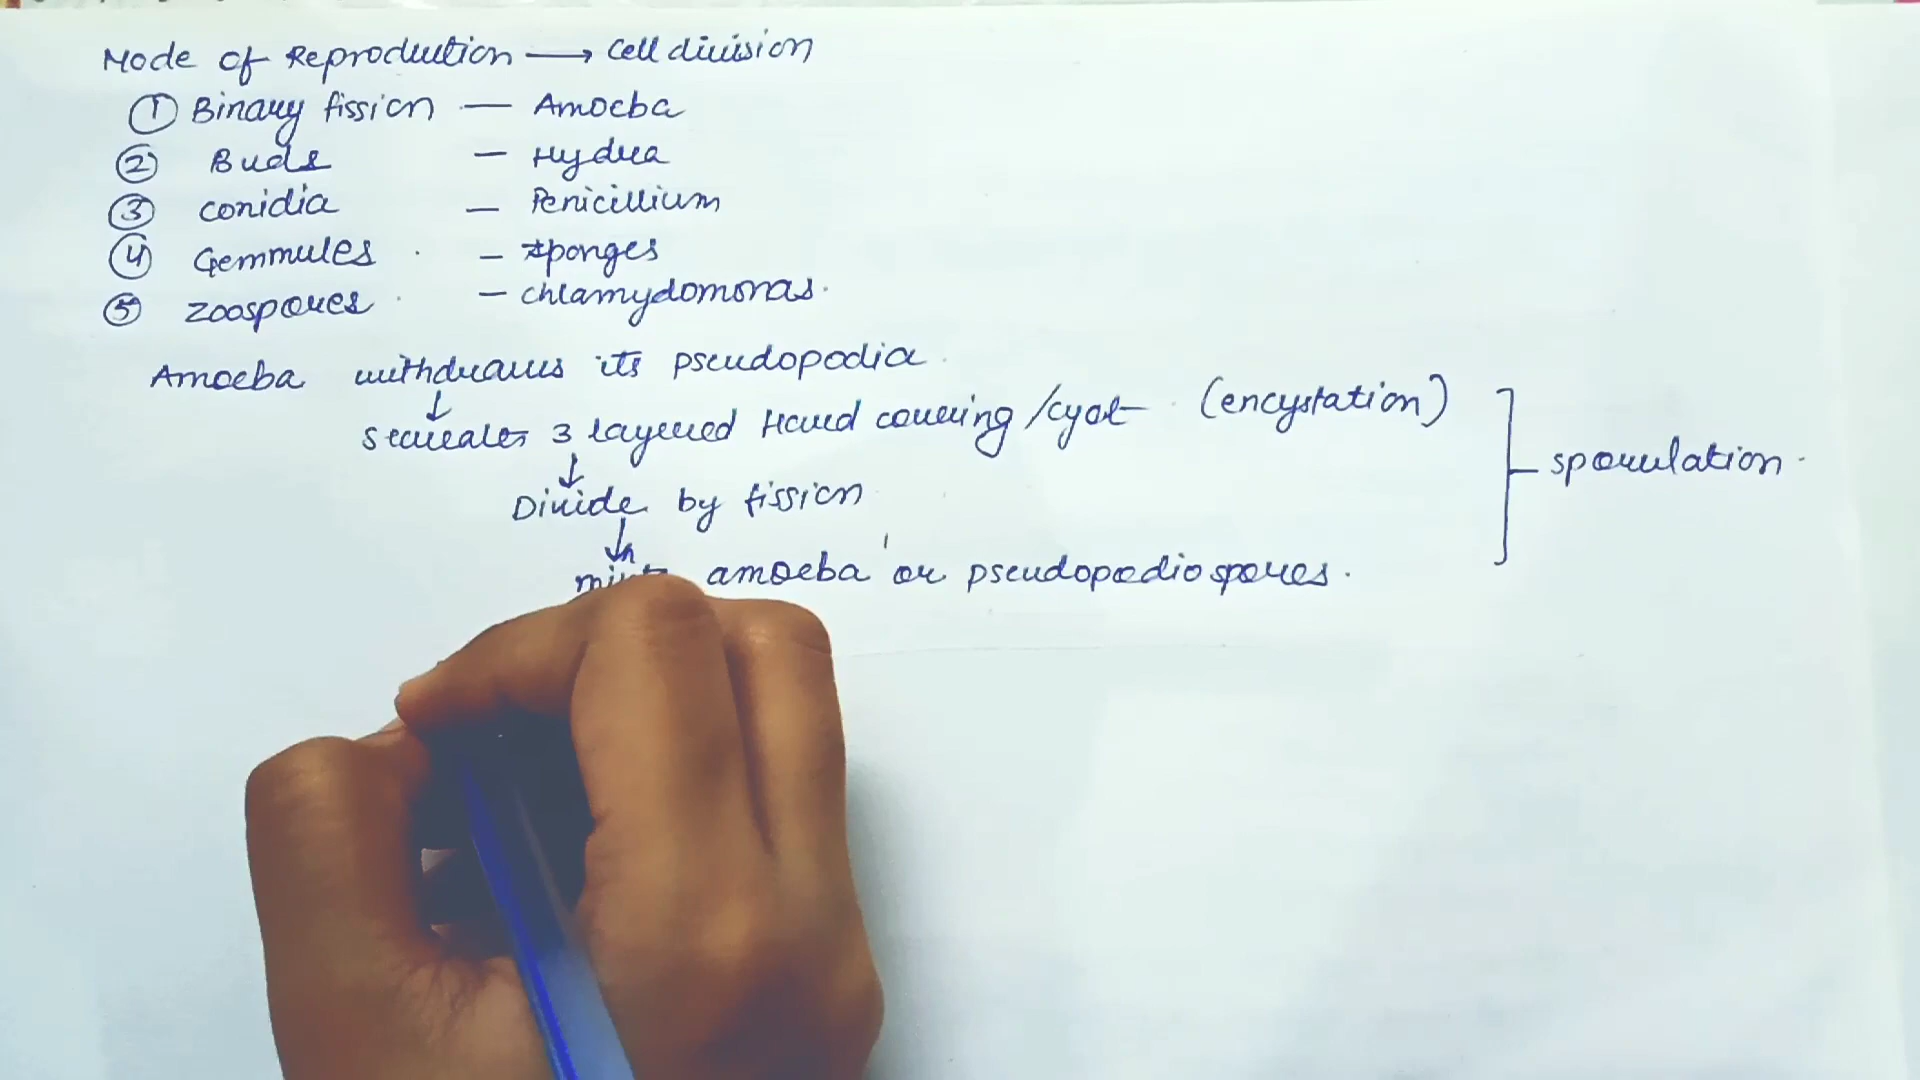 Mode of Reproduction → cell division
① Binary fission — Amoeba
② Buds — Hydra
③ conidia — Penicillium
④ Gemmules — sponges
⑤ zoospores — chlamydomonas.
Amoeba withdraws its pseudopodia.
↓
3 layered Hard covering /cyst (encystation)
↓
Divide by fission
↓
amoeba or pseudopodiospores.
sporulation